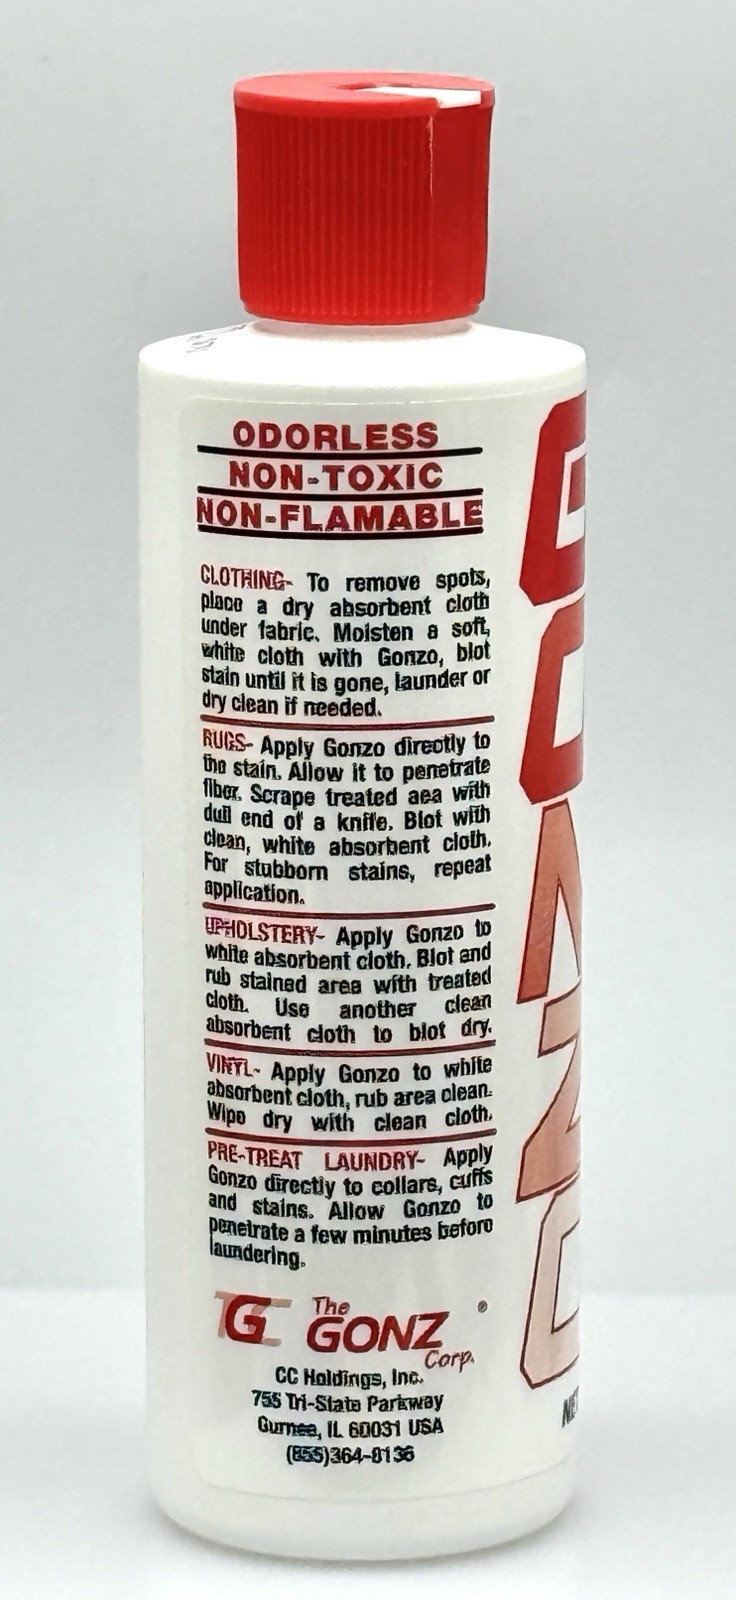 ODORLESS
NON-TOXIC
NON-FLAMABLE
CLOTHING- To remove spots,
place a dry absorbent cloth
under fabric. Moisten a soft,
white cloth with Gonzo, blot
stain until it is gone, launder or
dry clean if needed.
RUGS- Apply Gonzo directly to
the stain. Allow it to penetrate
fiber. Scrape treated aea with
dull end of a knife. Blot with
clean, white absorbent cloth.
For stubborn stains, repeat
application.
UPHOLSTERY- Apply Gonzo to
white absorbent cloth. Blot and
rub stained area with treated
cloth. Use another clean
absorbent cloth to blot dry.
VINYL- Apply Gonzo to white
absorbent cloth, rub area clean.
Wipe dry with clean cloth.
PRE-TREAT LAUNDRY- Apply
Gonzo directly to collars, cuffs
and stains. Allow Gonzo to
penetrate a few minutes before
laundering.
The ®
GONZ
Corp.
CC Holdings, Inc.
755 Tri-State Parkway
Gurnee, IL 60031 USA
(855)364-8136
GONZO